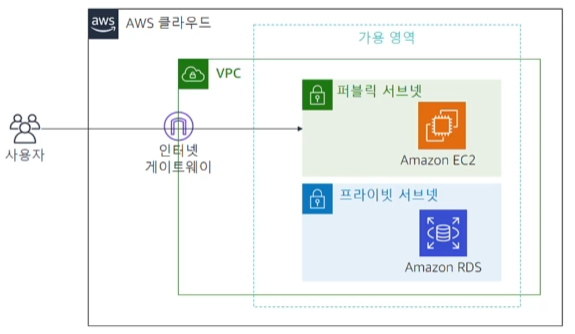 aws
AWS 클라우드
가용 영역
VPC
퍼블릭 서브넷
Amazon EC2
사용자
인터넷
게이트웨이
프라이빗 서브넷
Amazon RDS